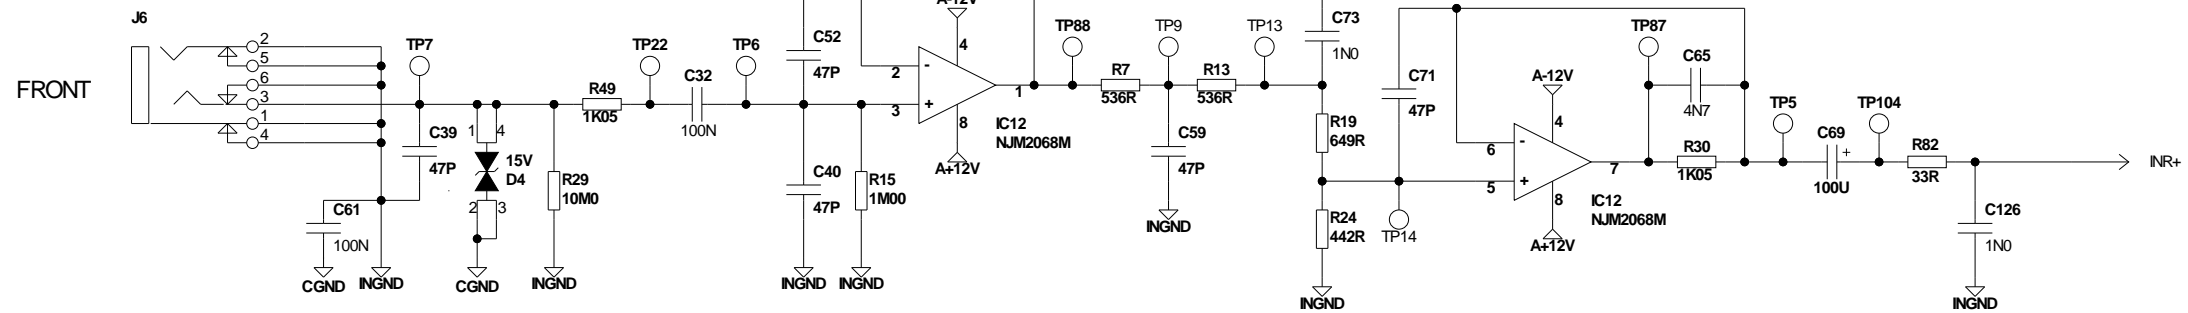 J6
FRONT
2
5
6
3
1
4
TP7
C39
47P
C61
100N
CGND
INGND
1
4
15V
D4
2
3
CGND
R49
1K05
R29
10M0
INGND
TP22
C32
100N
TP6
C52
47P
C40
47P
INGND
R15
1M00
INGND
A-12V
4
2
-
3
+
1
8
A+12V
IC12
NJM2068M
TP88
R7
536R
TP9
C59
47P
INGND
R13
536R
TP13
C73
1N0
R19
649R
R24
442R
INGND
C71
47P
TP14
A-12V
4
6
-
5
+
7
8
A+12V
IC12
NJM2068M
TP87
C65
4N7
R30
1K05
TP5
C69
+
100U
TP104
R82
33R
C126
1N0
INGND
INR+